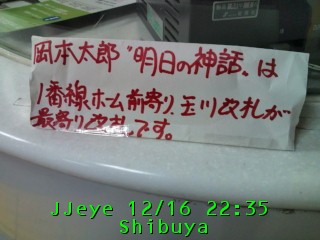 岡本太郎〝明日の神話〟は
1番線ホーム前寄り、玉川改札が
最寄り改札です。
JJeye 12/16 22:35
Shibuya